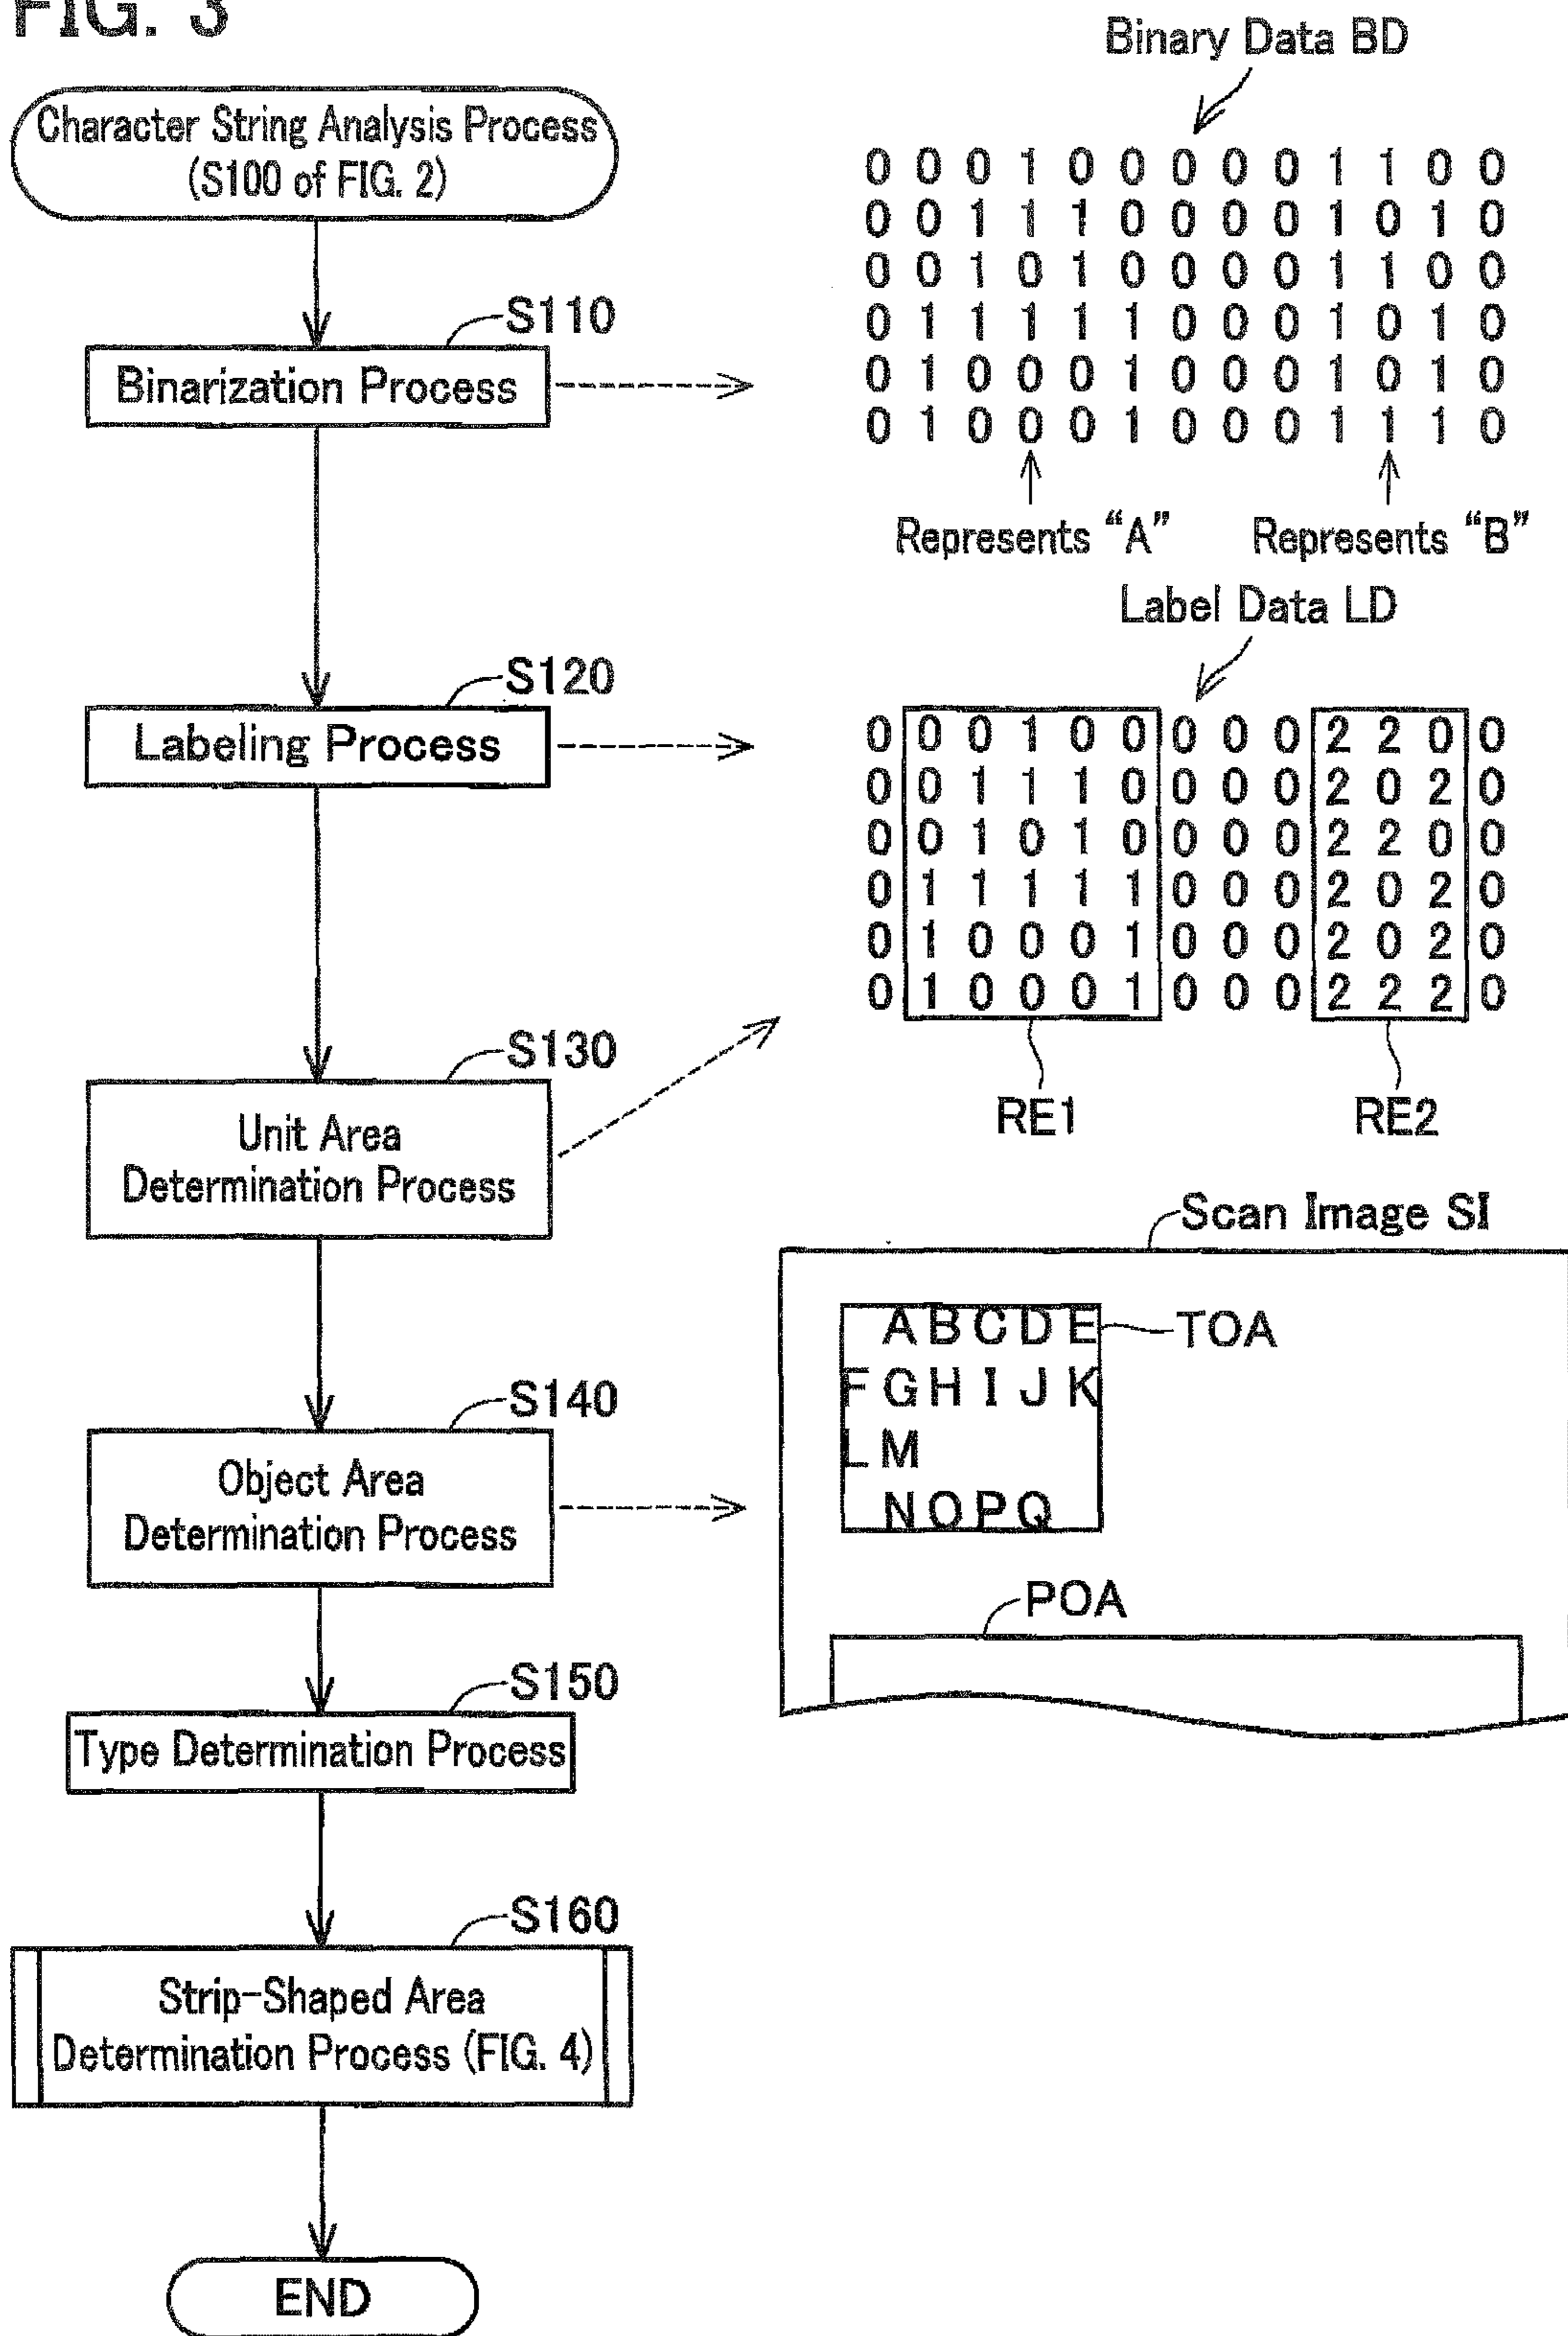 FIG. 3
Character String Analysis Process
(S100 of FIG. 2)
S110
Binarization Process
Binary Data BD
0 0 0 1 0 0 0 0 0 1 1 0 0
0 0 1 1 1 0 0 0 0 1 0 1 0
0 0 1 0 1 0 0 0 0 1 1 0 0
0 1 1 1 1 1 0 0 0 1 0 1 0
0 1 0 0 0 1 0 0 0 1 0 1 0
0 1 0 0 0 1 0 0 0 1 1 1 0
Represents “A” Represents “B”
S120
Labeling Process
Label Data LD
0 0 0 1 0 0 0 0 0 2 2 0 0
0 0 1 1 1 0 0 0 0 2 0 2 0
0 0 1 0 1 0 0 0 0 2 2 0 0
0 1 1 1 1 1 0 0 0 2 0 2 0
0 1 0 0 0 1 0 0 0 2 0 2 0
0 1 0 0 0 1 0 0 0 2 2 2 0
RE1 RE2
S130
Unit Area
Determination Process
S140
Object Area
Determination Process
Scan Image SI
A B C D E TOA
F G H I J K
L M
N O P Q
POA
S150
Type Determination Process
S160
Strip-Shaped Area
Determination Process (FIG. 4)
END